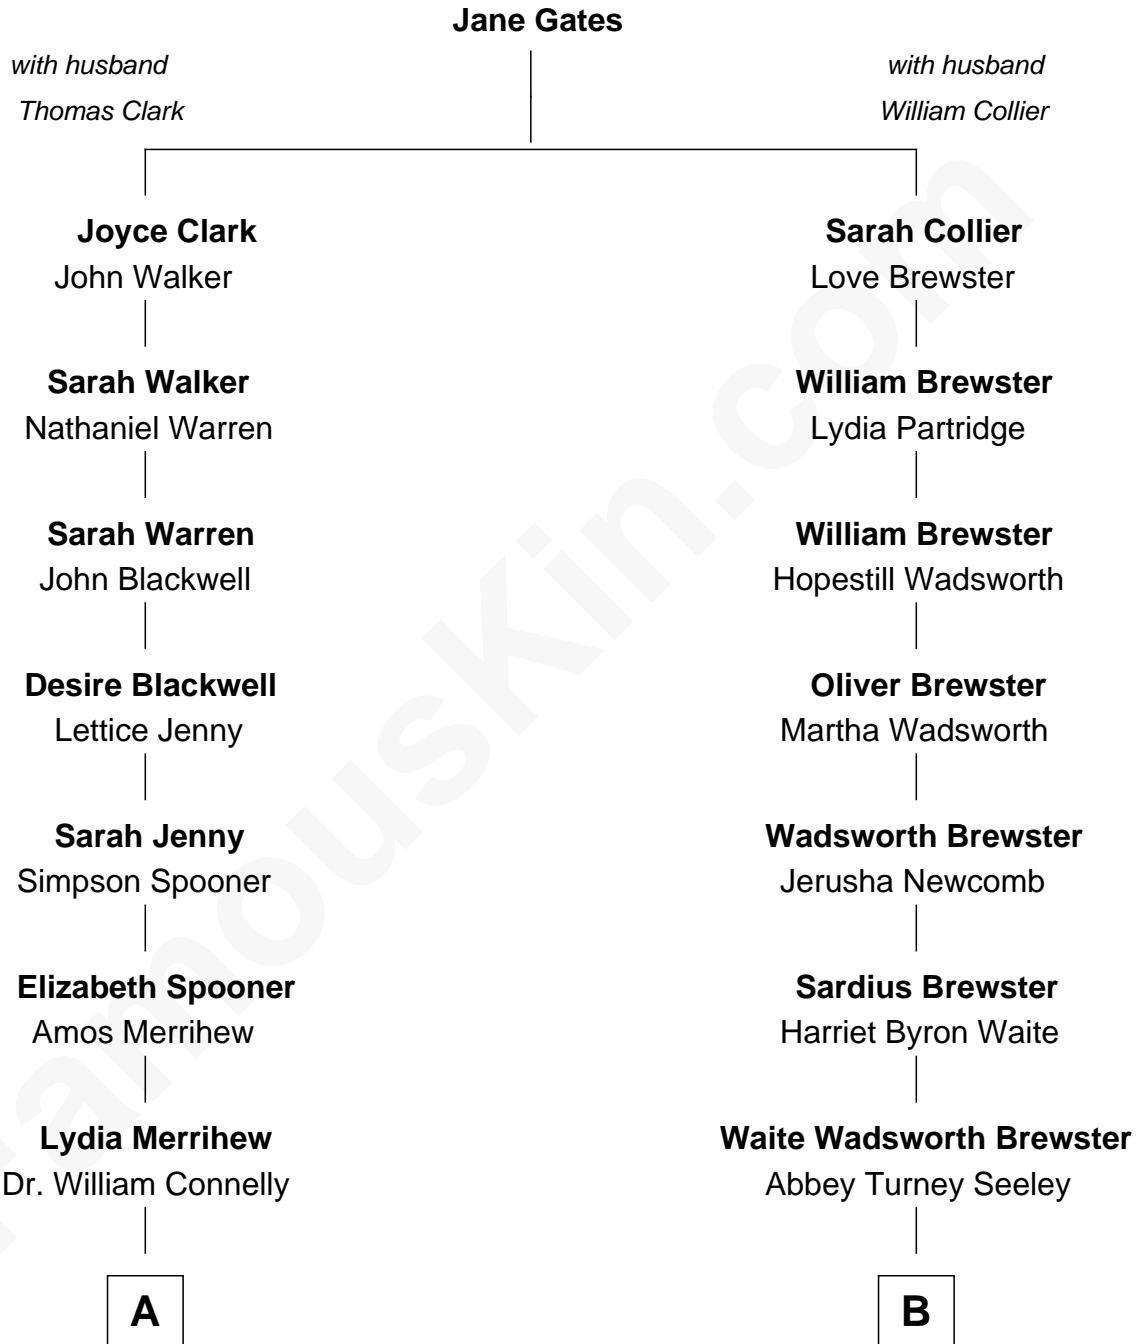 Jane Gates
with husband
Thomas Clark
with husband
William Collier
Joyce Clark
John Walker
Sarah Walker
Nathaniel Warren
Sarah Warren
John Blackwell
Desire Blackwell
Lettice Jenny
Sarah Jenny
Simpson Spooner
Elizabeth Spooner
Amos Merrihew
Lydia Merrihew
Dr. William Connelly
A
Sarah Collier
Love Brewster
William Brewster
Lydia Partridge
William Brewster
Hopestill Wadsworth
Oliver Brewster
Martha Wadsworth
Wadsworth Brewster
Jerusha Newcomb
Sardius Brewster
Harriet Byron Waite
Waite Wadsworth Brewster
Abbey Turney Seeley
B
FamousKin.com